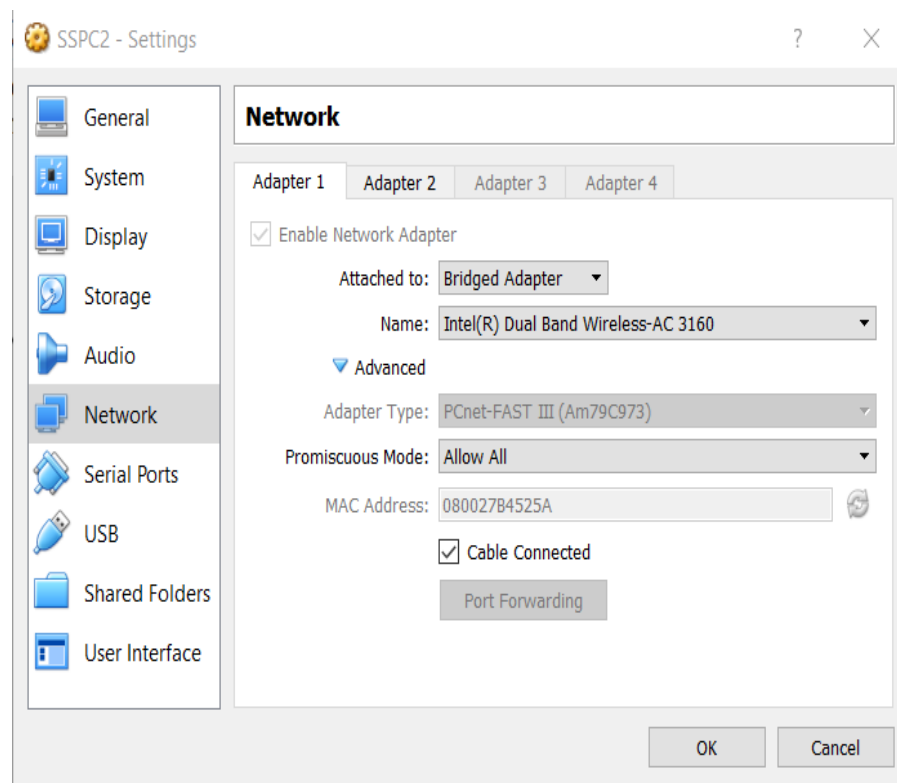 SSPC2 - Settings
?
General
System
Display
Storage
Audio
Network
Serial Ports
USB
Shared Folders
User Interface
Network
Adapter 1 Adapter 2 Adapter 3 Adapter 4
Enable Network Adapter
Attached to: Bridged Adapter
Name: Intel(R) Dual Band Wireless-AC 3160
Advanced
Adapter Type: PCnet-FAST III (Am79C973)
Promiscuous Mode: Allow All
MAC Address: 080027B4525A
Cable Connected
Port Forwarding
OK Cancel